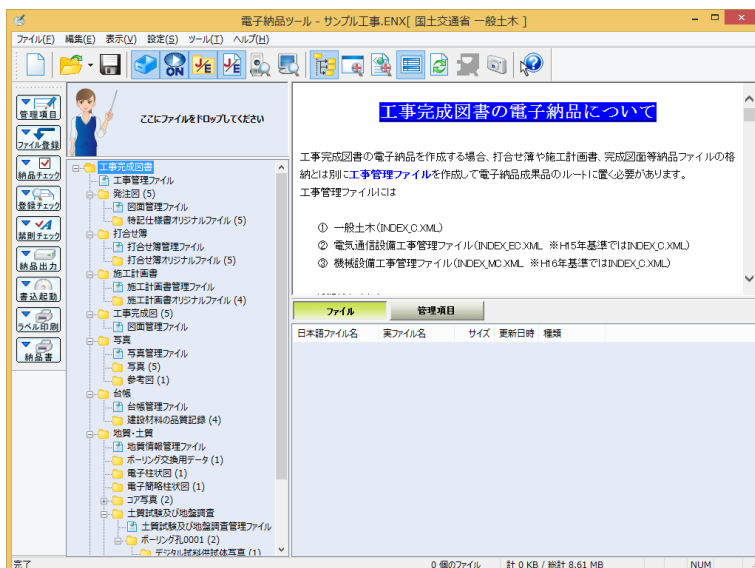 電子納品ツール - サンプル工事.ENX[ 国土交通省 一般土木 ]
ファイル(F) 編集(E) 表示(V) 設定(S) ツール(T) ヘルプ(H)
ON J/E J/E
管理項目
ファイル登録
納品チェック
登録チェック
禁則チェック
納品出力
書込起動
ラベル印刷
納品書
ここにファイルをドロップしてください
工事完成図書
工事管理ファイル
発注図 (5)
図面管理ファイル
特記仕様書オリジナルファイル (5)
打合せ簿
打合せ簿管理ファイル
打合せ簿オリジナルファイル (5)
施工計画書
施工計画書管理ファイル
施工計画書オリジナルファイル (4)
工事完成図 (5)
図面管理ファイル
写真
写真管理ファイル
写真 (5)
参考図 (1)
台帳
台帳管理ファイル
建設材料の品質記録 (4)
地質・土質
地質情報管理ファイル
ボーリング交換用データ (1)
電子柱状図 (1)
電子簡略柱状図 (1)
コア写真 (2)
土質試験及び地盤調査
土質試験及び地盤調査管理ファイル
ボーリング孔0001 (2)
デジタル試料供試体写真 (1)
工事完成図書の電子納品について
工事完成図書の電子納品を作成する場合、打合せ簿や施工計画書、完成図面等納品ファイルの格
納とは別に工事管理ファイルを作成して電子納品成果品のルートに置く必要があります。
工事管理ファイルには
① 一般土木(INDEX_C.XML)
② 電気通信設備工事管理ファイル(INDEX_EC.XML ※H15年基準ではINDEX_C.XML)
③ 機械設備工事管理ファイル(INDEX_MC.XML ※H16年基準ではINDEX_C.XML)
ファイル 管理項目
日本語ファイル名 実ファイル名 サイズ 更新日時 種類
完了 0 個のファイル 計 0 KB / 総計 8.61 MB NUM